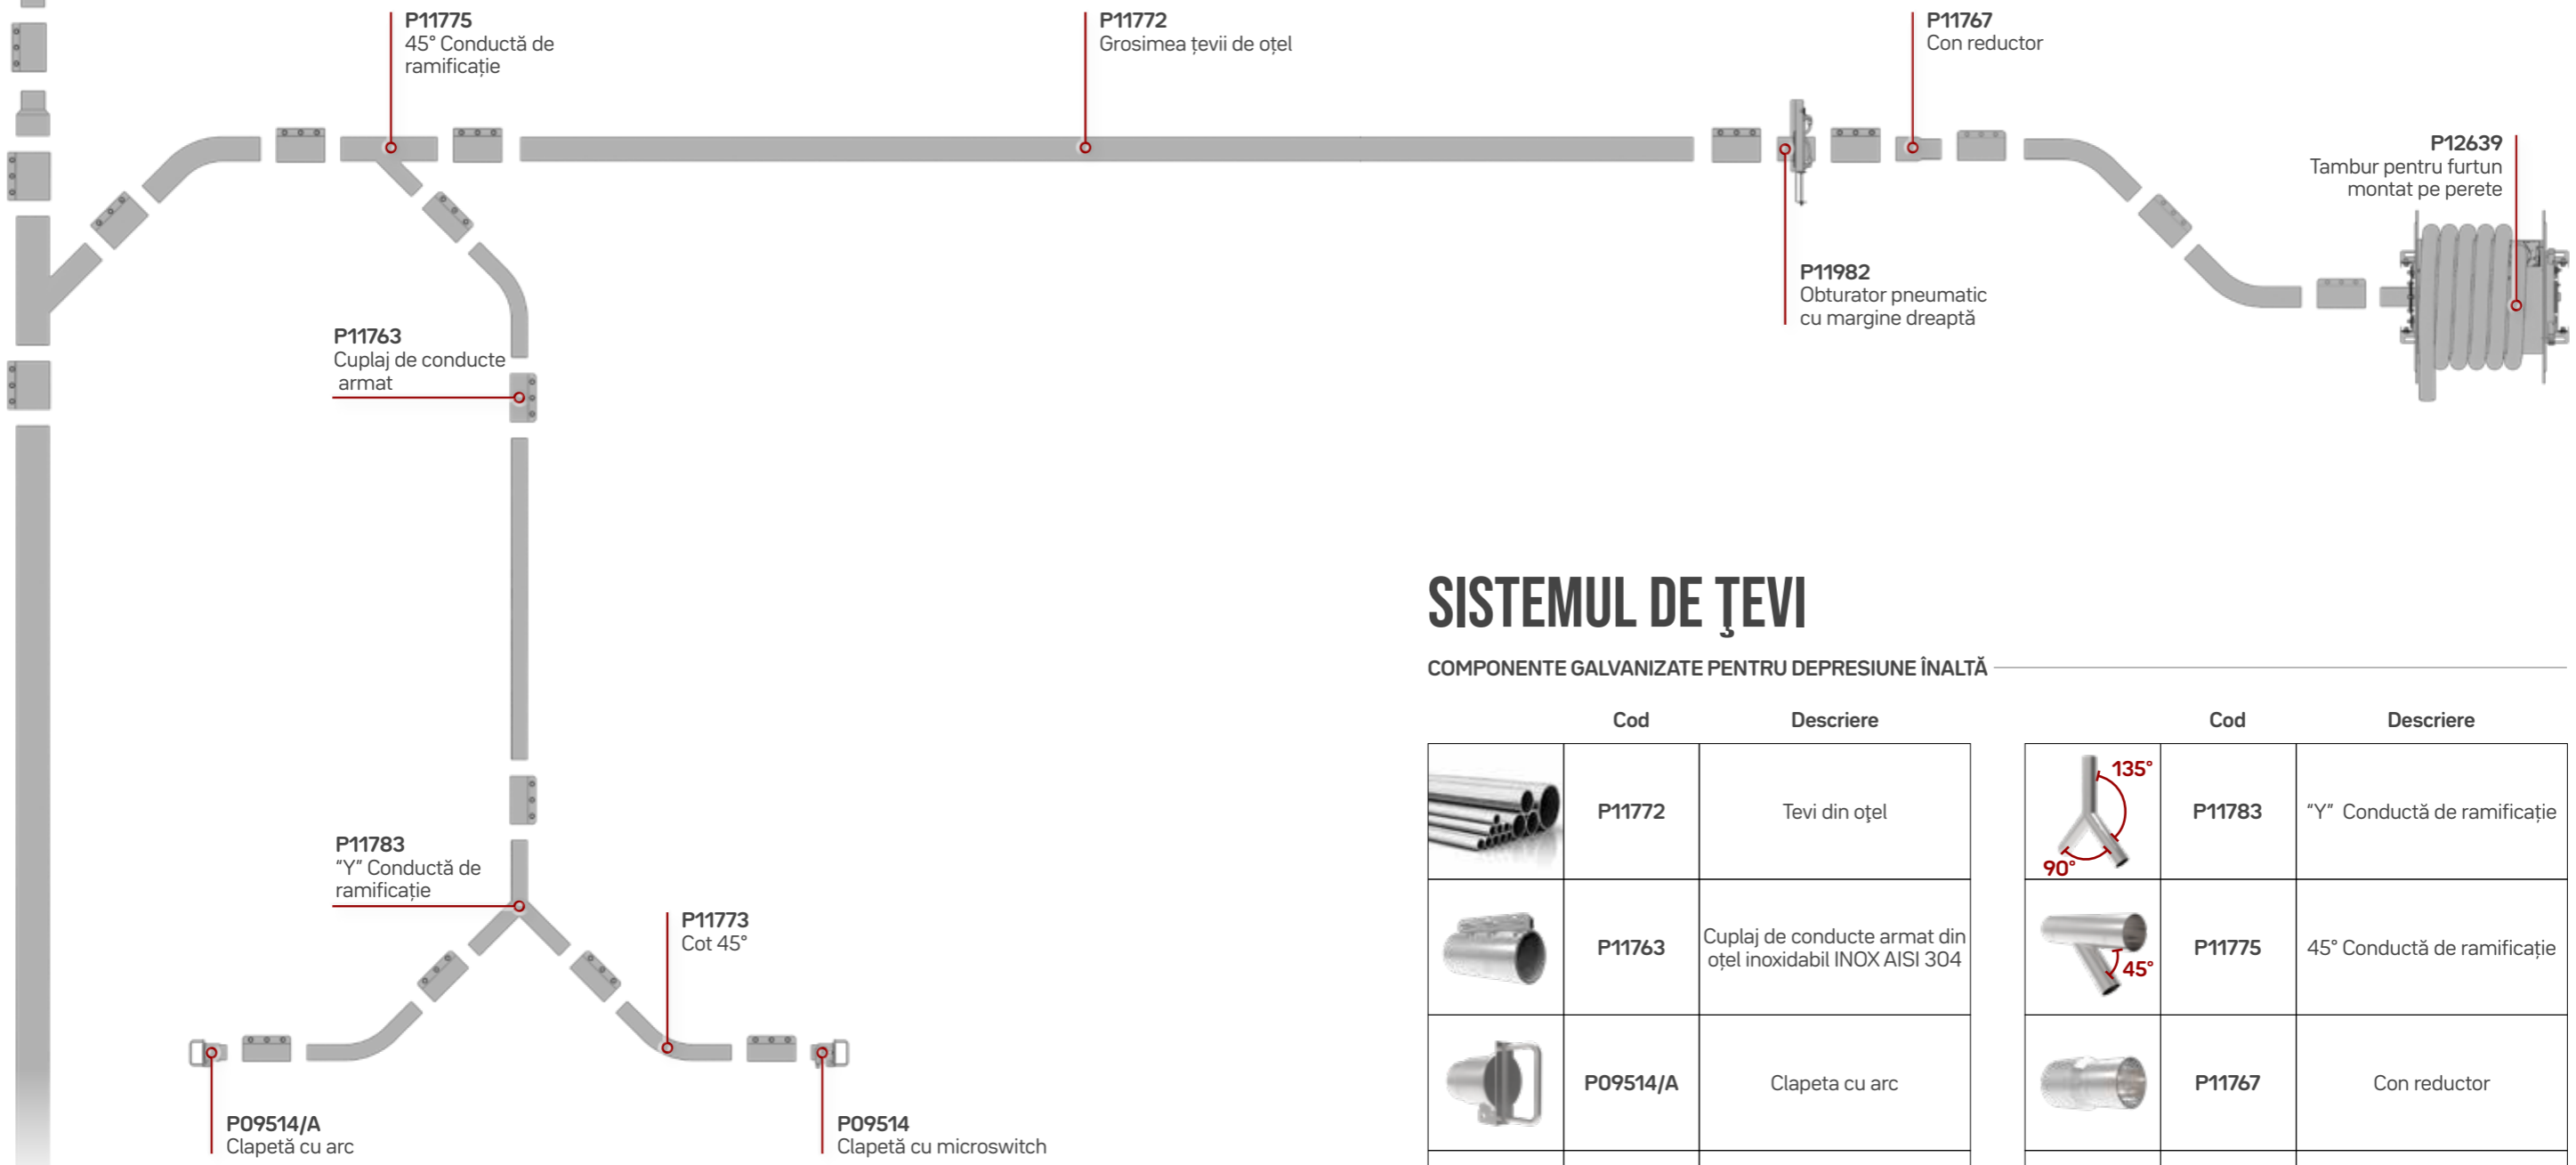 P11775
45° Conductă de
ramificație
P11772
Grosimea țevii de oțel
P11767
Con reductor
P12639
Tambur pentru furtun
montat pe perete
P11982
Obturator pneumatic
cu margine dreaptă
P11763
Cuplaj de conducte
armat
P11783
“Y” Conductă de
ramificație
P11773
Cot 45°
P09514/A
Clapetă cu arc
P09514
Clapetă cu microswitch
SISTEMUL DE ŢEVI
COMPONENTE GALVANIZATE PENTRU DEPRESIUNE ÎNALTĂ
Cod Descriere
P11772 Tevi din oţel
P11763 Cuplaj de conducte armat din
oţel inoxidabil INOX AISI 304
P09514/A Clapeta cu arc
Cod Descriere
135°
90°
P11783 “Y” Conductă de ramificație
45°
P11775 45° Conductă de ramificație
P11767 Con reductor